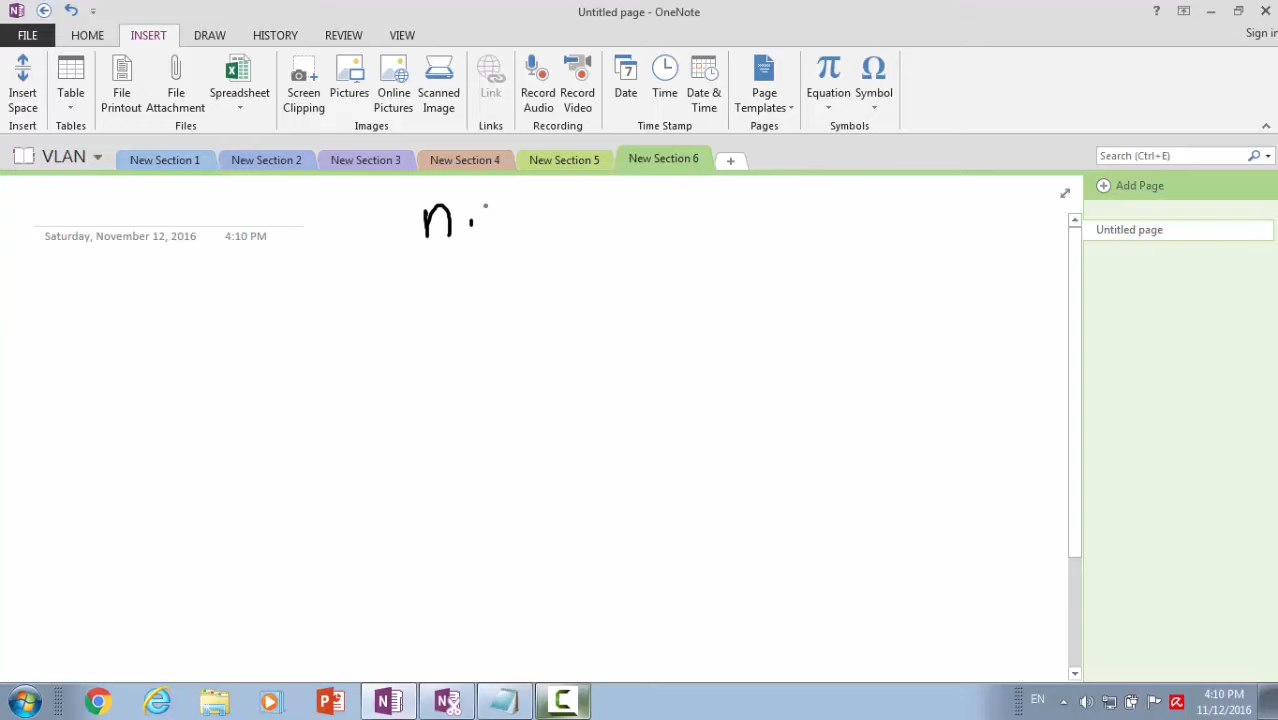 Untitled page - OneNote
Sign in
FILE HOME INSERT DRAW HISTORY REVIEW VIEW
Insert Space Table File Printout File Attachment Spreadsheet Screen Clipping Pictures Online Pictures Scanned Image Link Record Audio Record Video Date Time Date & Time Page Templates Equation Symbol
Insert Tables Files Images Links Recording Time Stamp Pages Symbols
VLAN New Section 1 New Section 2 New Section 3 New Section 4 New Section 5 New Section 6 Search (Ctrl+E)
Add Page
n.
Saturday, November 12, 2016 4:10 PM
Untitled page
EN 4:10 PM
11/12/2016